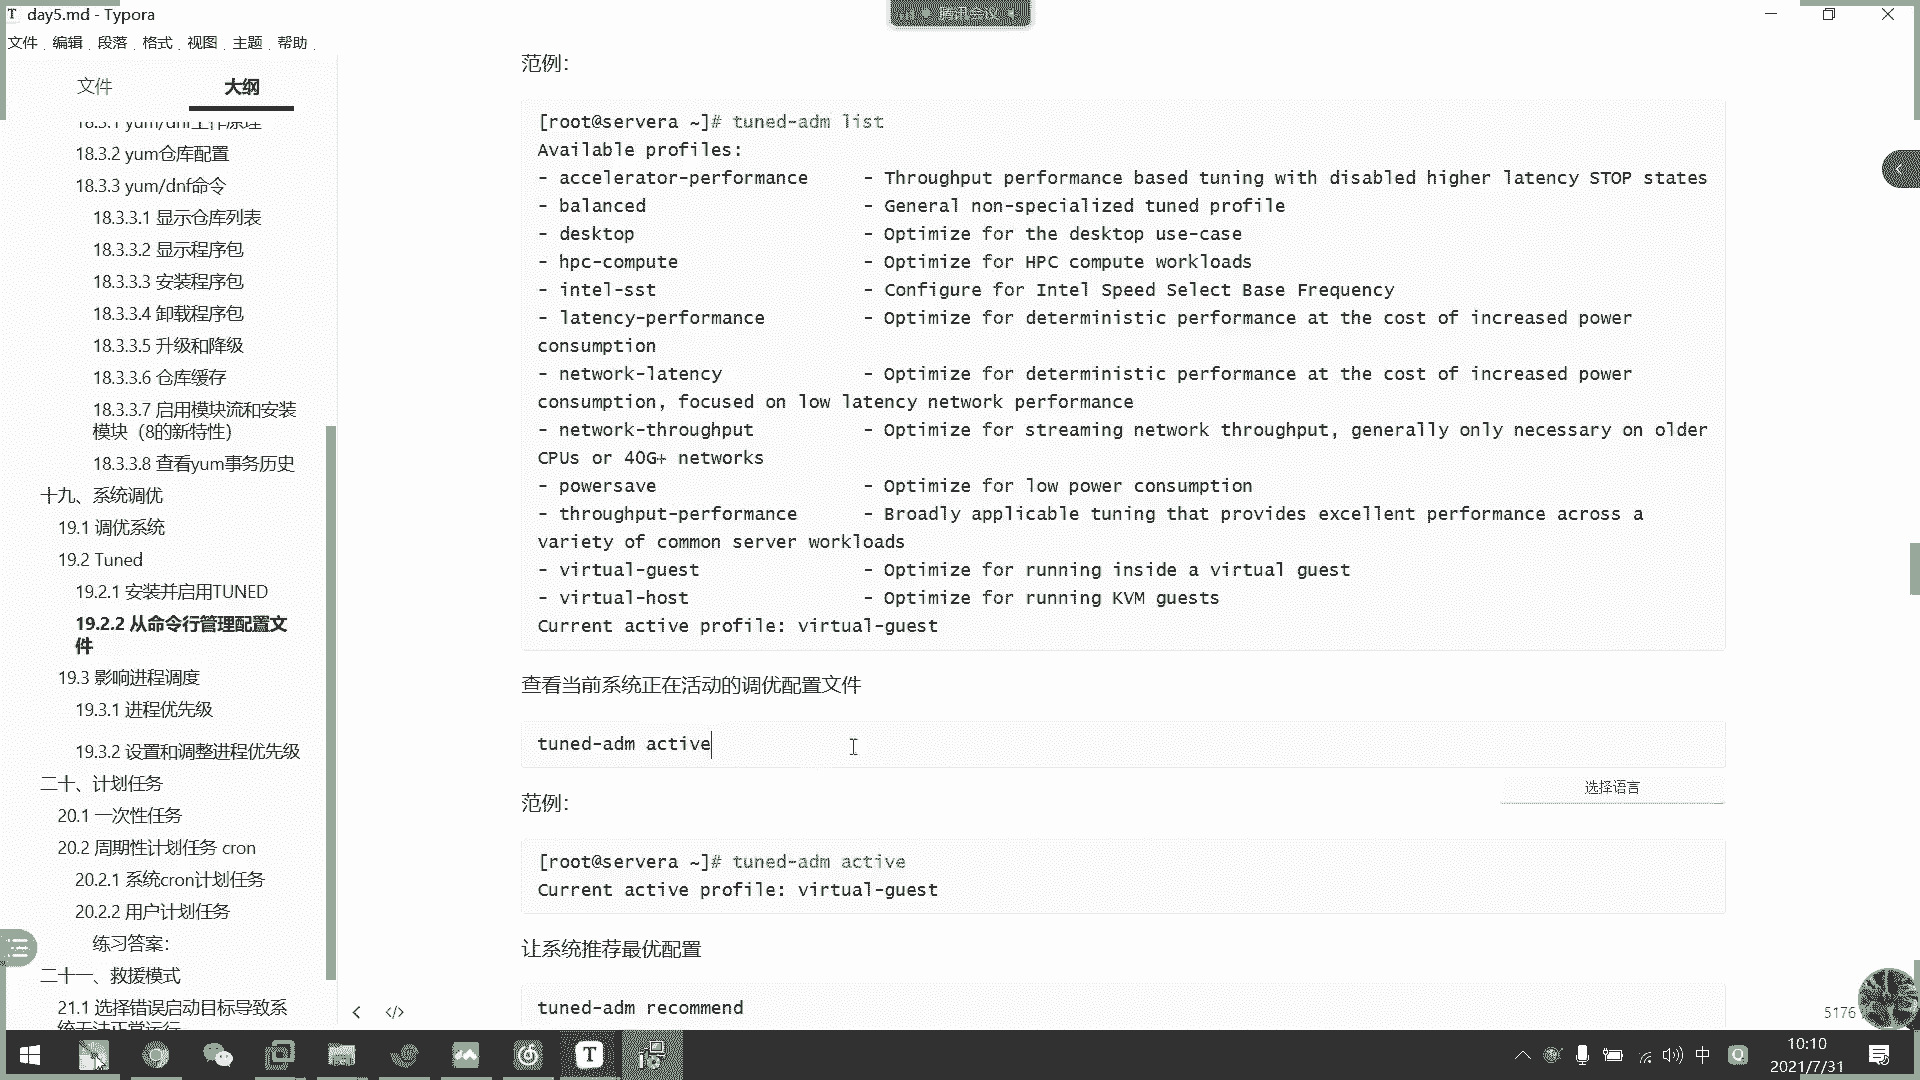 day5.md - Typora
腾讯会议
文件 编辑 段落 格式 视图 主题 帮助
文件 大纲
18.3.1 yum/dnf工作原理
18.3.2 yum仓库配置
18.3.3 yum/dnf命令
18.3.3.1 显示仓库列表
18.3.3.2 显示程序包
18.3.3.3 安装程序包
18.3.3.4 卸载程序包
18.3.3.5 升级和降级
18.3.3.6 仓库缓存
18.3.3.7 启用模块流和安装
模块（8的新特性）
18.3.3.8 查看yum事务历史
十九、系统调优
19.1 调优系统
19.2 Tuned
19.2.1 安装并启用TUNED
19.2.2 从命令行管理配置文
件
19.3 影响进程调度
19.3.1 进程优先级
19.3.2 设置和调整进程优先级
二十、计划任务
20.1 一次性任务
20.2 周期性计划任务 cron
20.2.1 系统cron计划任务
20.2.2 用户计划任务
练习答案：
二十一、救援模式
21.1 选择错误启动目标导致系
统无法正常运行
范例：
[root@servera ~]# tuned-adm list
Available profiles:
- accelerator-performance - Throughput performance based tuning with disabled higher latency STOP states
- balanced - General non-specialized tuned profile
- desktop - Optimize for the desktop use-case
- hpc-compute - Optimize for HPC compute workloads
- intel-sst - Configure for Intel Speed Select Base Frequency
- latency-performance - Optimize for deterministic performance at the cost of increased power
consumption
- network-latency - Optimize for deterministic performance at the cost of increased power
consumption, focused on low latency network performance
- network-throughput - Optimize for streaming network throughput, generally only necessary on older
CPUs or 40G+ networks
- powersave - Optimize for low power consumption
- throughput-performance - Broadly applicable tuning that provides excellent performance across a
variety of common server workloads
- virtual-guest - Optimize for running inside a virtual guest
- virtual-host - Optimize for running KVM guests
Current active profile: virtual-guest
查看当前系统正在活动的调优配置文件
tuned-adm active
选择语言
范例：
[root@servera ~]# tuned-adm active
Current active profile: virtual-guest
让系统推荐最优配置
tuned-adm recommend
5176
中
10:10
2021/7/31